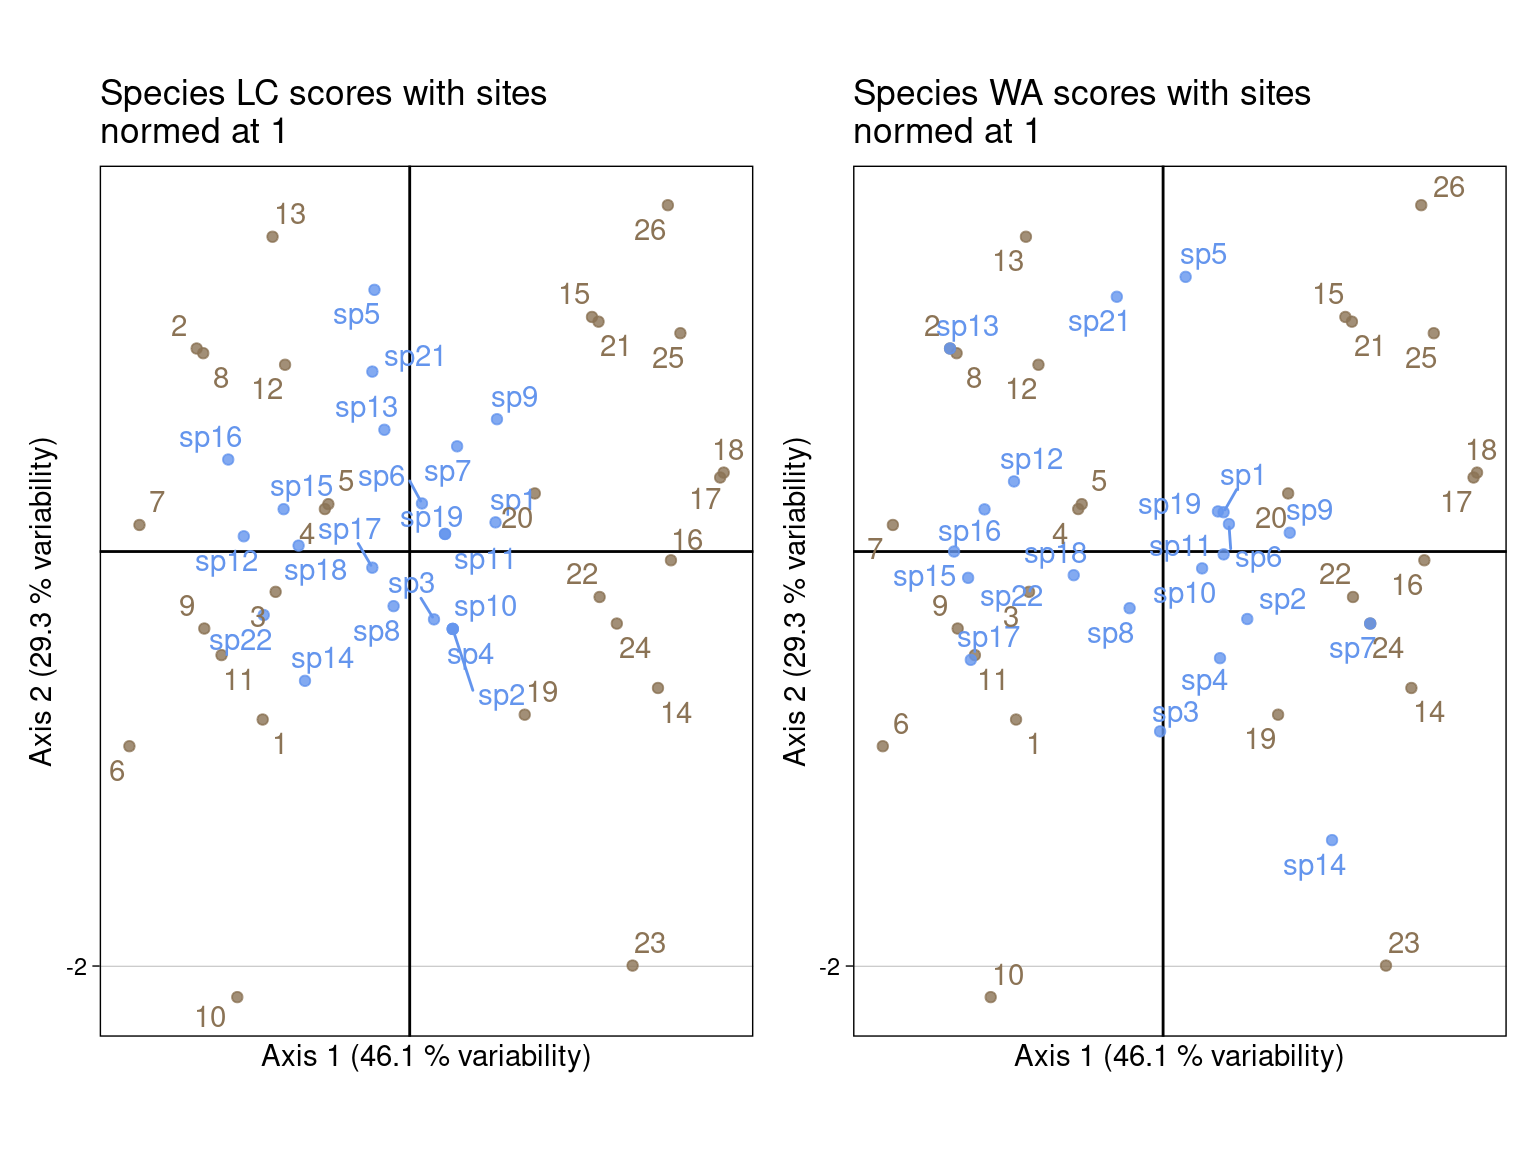 Species LC scores with sites
normed at 1
13
26
sp5
15
2
21
sp21
25
8
12
sp9
sp13
sp16
18
sp6
sp7
5
sp15
7
17
sp1
sp19
20
4
sp17
16
sp11
sp12
sp18
22
sp3
9
sp10
3
sp8
sp22
24
sp4
sp14
11
sp2
19
14
1
6
23
-2
10
Axis 1 (46.1 % variability)
Axis 2 (29.3 % variability)
Species WA scores with sites
normed at 1
26
sp5
13
15
sp21
2
sp13
21
25
8
12
18
sp12
sp1
5
sp19
17
sp9
20
sp16
4
7
sp11
sp18
sp6
sp15
22
16
sp10
sp22
sp2
9
3
sp8
sp17
sp7
24
11
sp4
sp3
14
6
19
1
sp14
23
10
-2
Axis 1 (46.1 % variability)
Axis 2 (29.3 % variability)